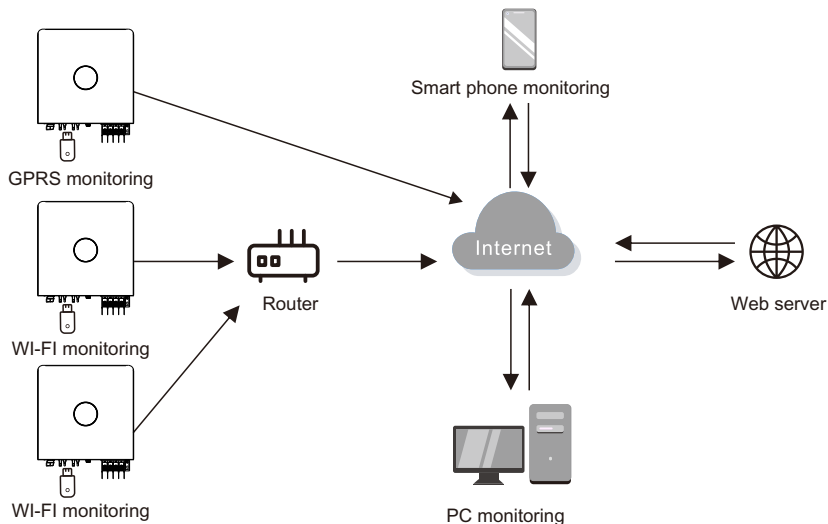 Smart phone monitoring
GPRS monitoring
Internet
Router
Web server
WI-FI monitoring
WI-FI monitoring
PC monitoring